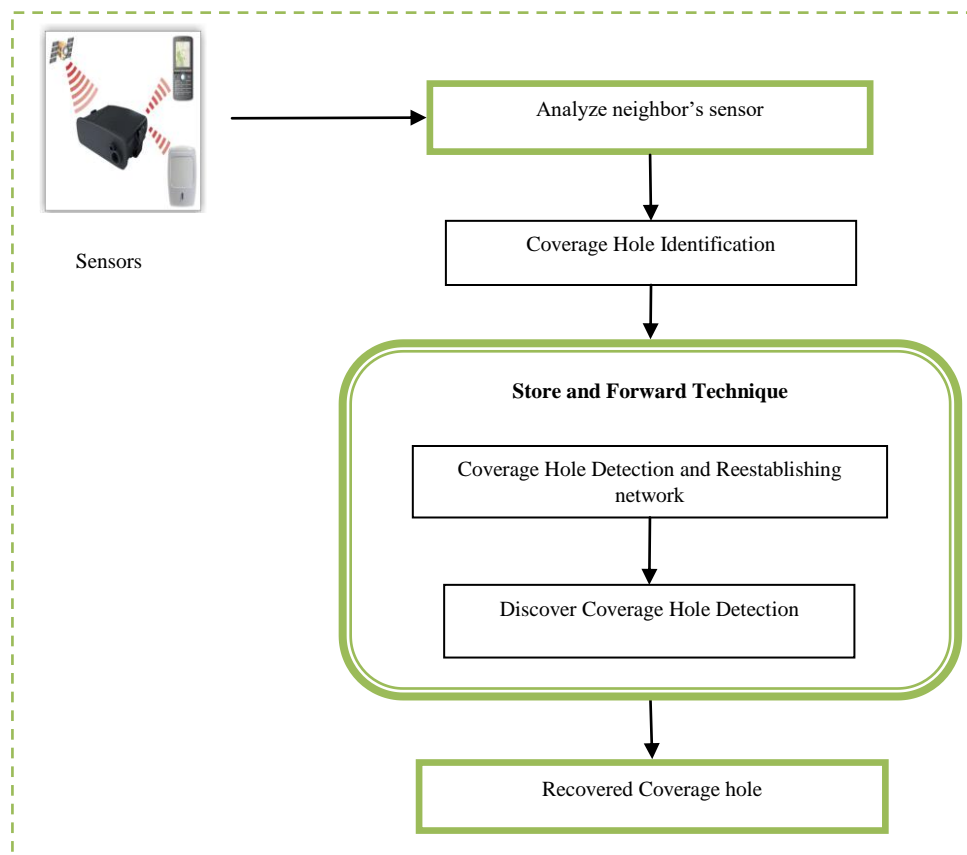 Analyze neighbor’s sensor
Coverage Hole Identification
Sensors
Store and Forward Technique
Coverage Hole Detection and Reestablishing
network
Discover Coverage Hole Detection
Recovered Coverage hole